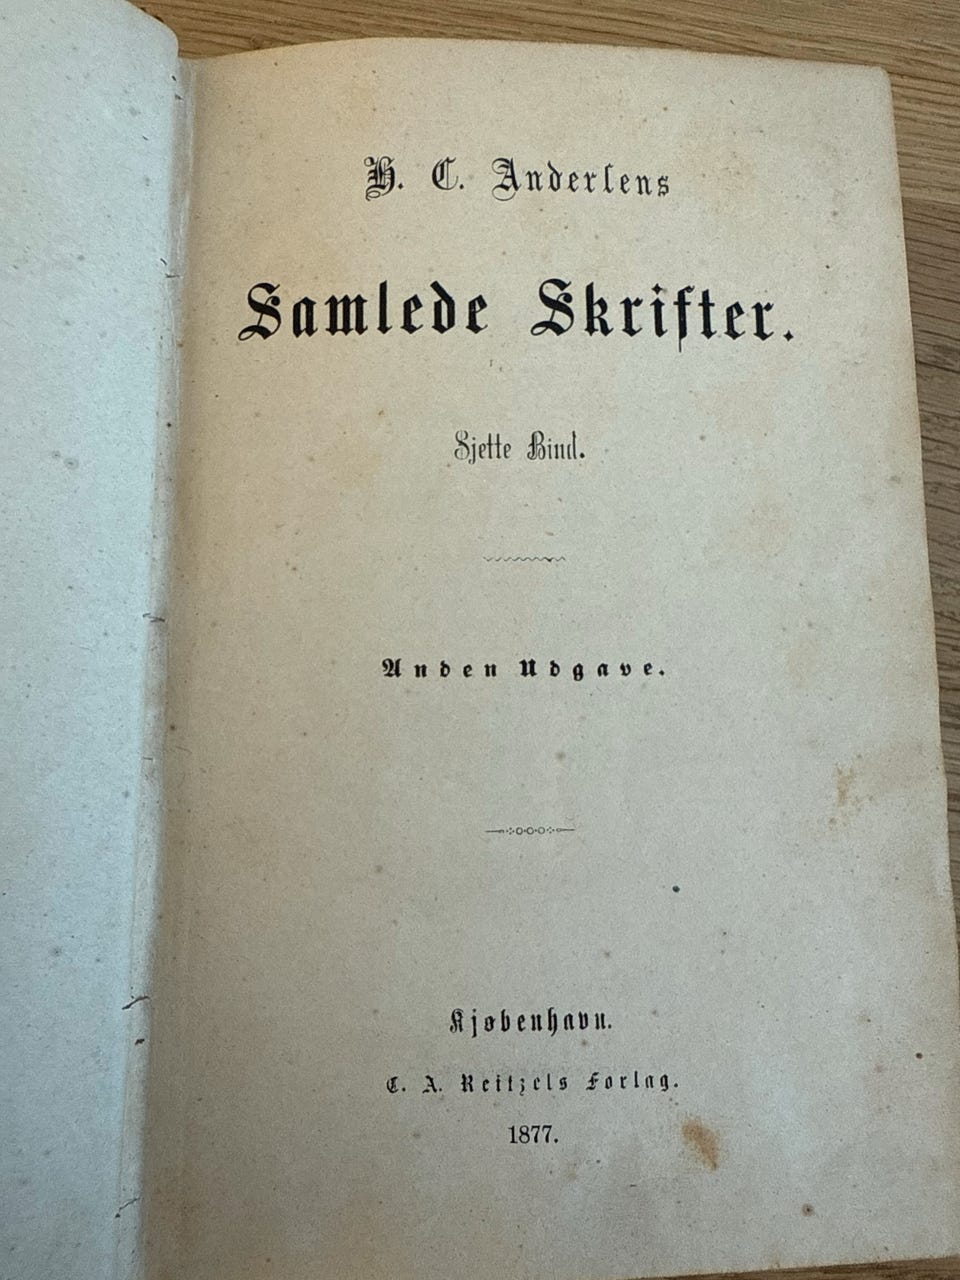 H. C. Andersens
Samlede Skrifter.
Sjette Bind.
Anden Udgave.
Kjøbenhavn.
C. A. Reitzels Forlag.
1877.